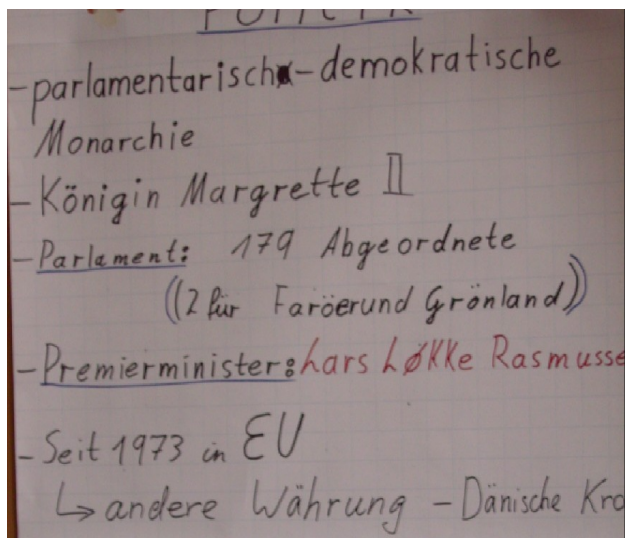 POLITIK
-parlamentarisch-demokratische
Monarchie
-Königin Margrette II
-Parlament: 179 Abgeordnete
((2 für Faröerund Grönland))
-Premierminister: Lars Løkke Rasmusse
-Seit 1973 in EU
↳ andere Währung - Dänische Kro